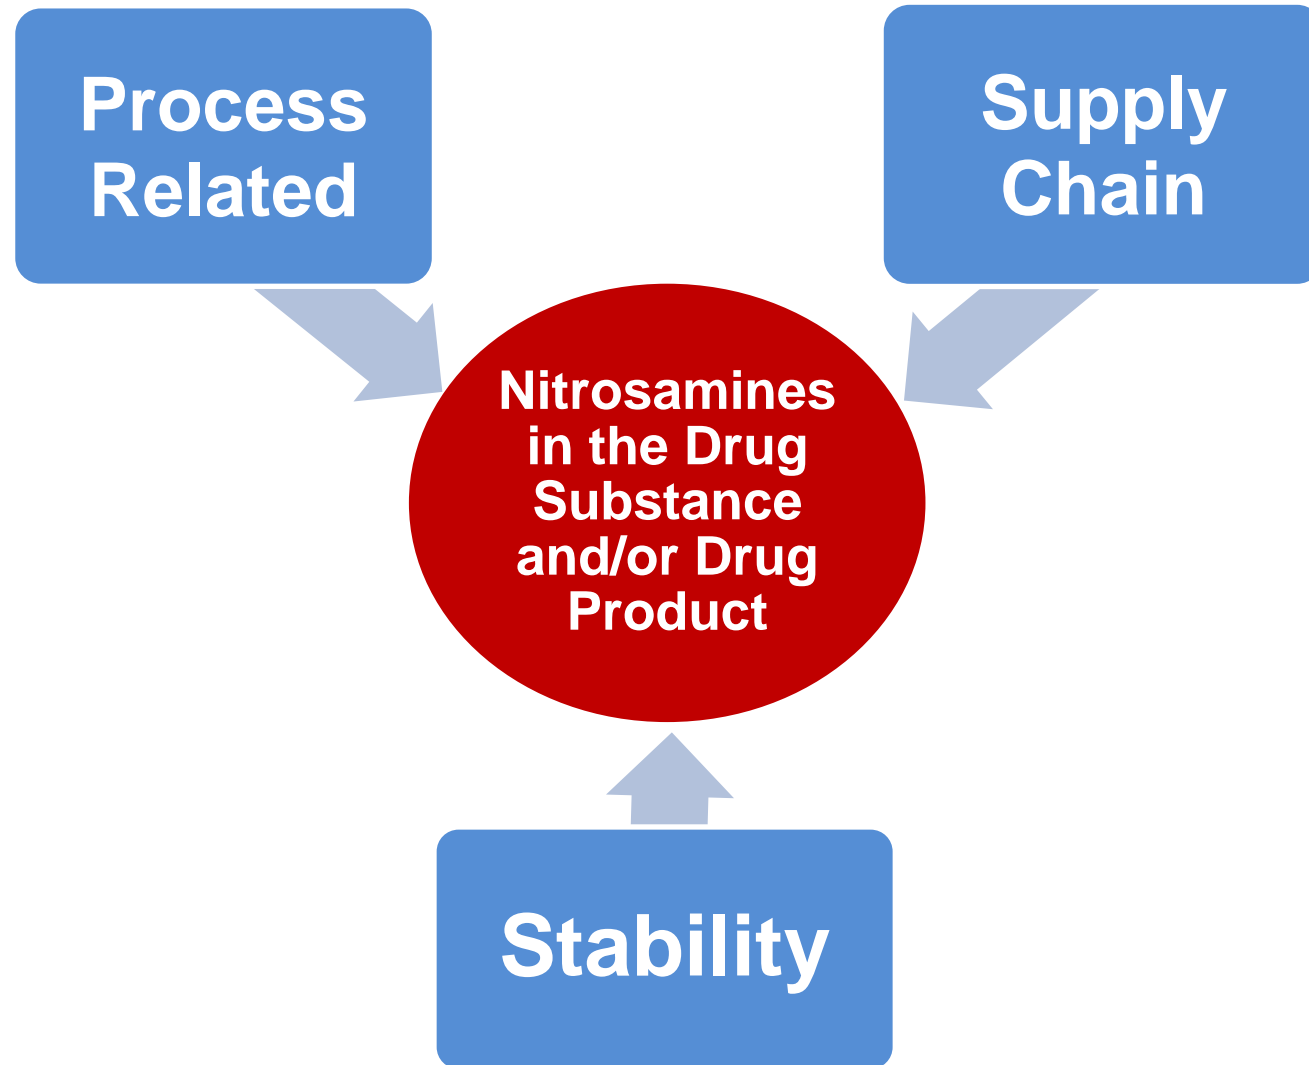 Process
Related
Supply
Chain
Nitrosamines
in the Drug
Substance
and/or Drug
Product
Stability